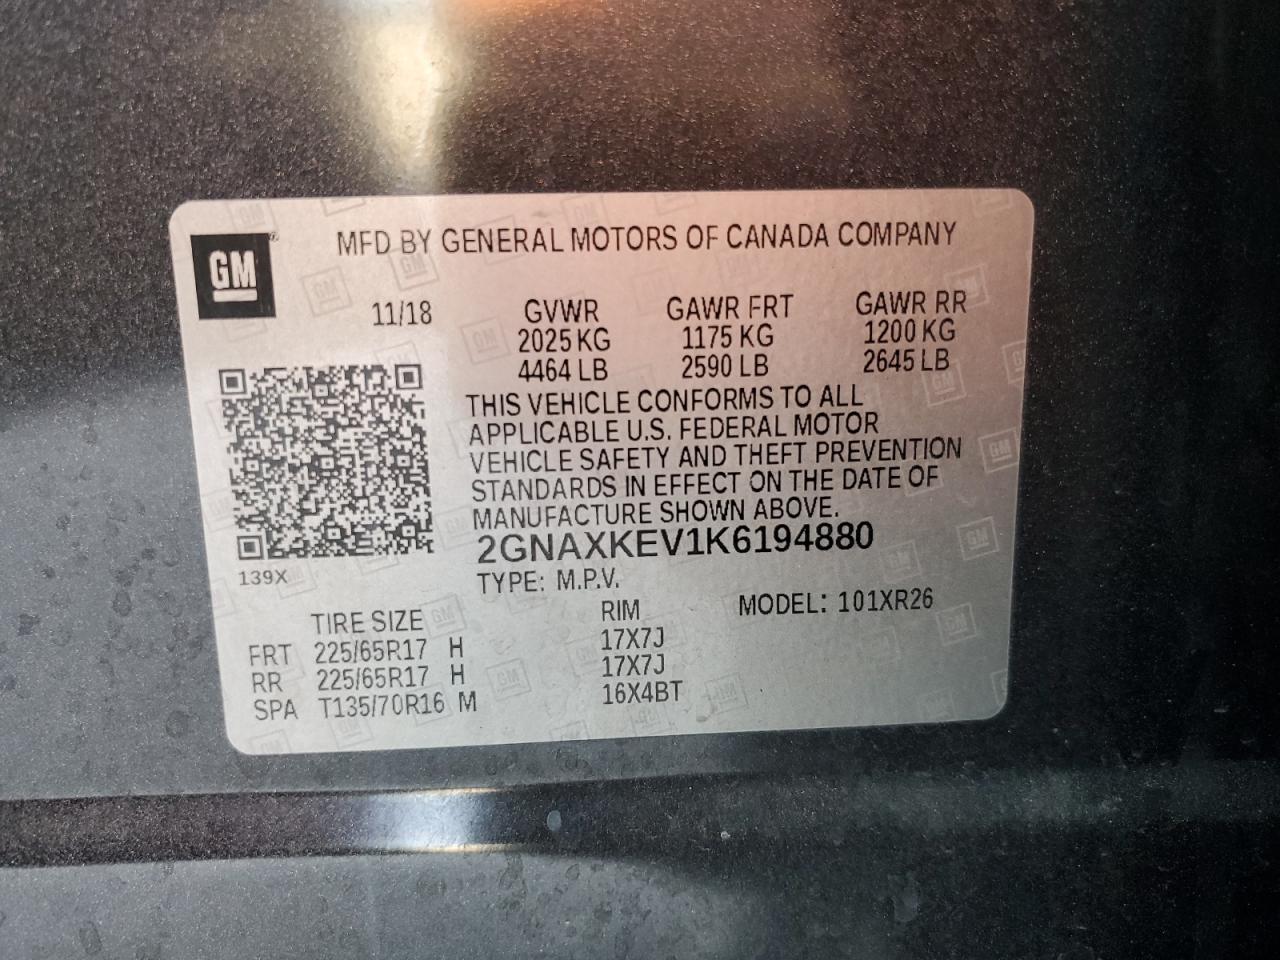 GM
MFD BY GENERAL MOTORS OF CANADA COMPANY
11/18 GVWR GAWR FRT GAWR RR
2025 KG 1175 KG 1200 KG
4464 LB 2590 LB 2645 LB
THIS VEHICLE CONFORMS TO ALL
APPLICABLE U.S. FEDERAL MOTOR
VEHICLE SAFETY AND THEFT PREVENTION
STANDARDS IN EFFECT ON THE DATE OF
MANUFACTURE SHOWN ABOVE.
2GNAXKEV1K6194880
139X
TYPE: M.P.V.
TIRE SIZE RIM MODEL: 101XR26
FRT 225/65R17 H 17X7J
RR 225/65R17 H 17X7J
SPA T135/70R16 M 16X4BT